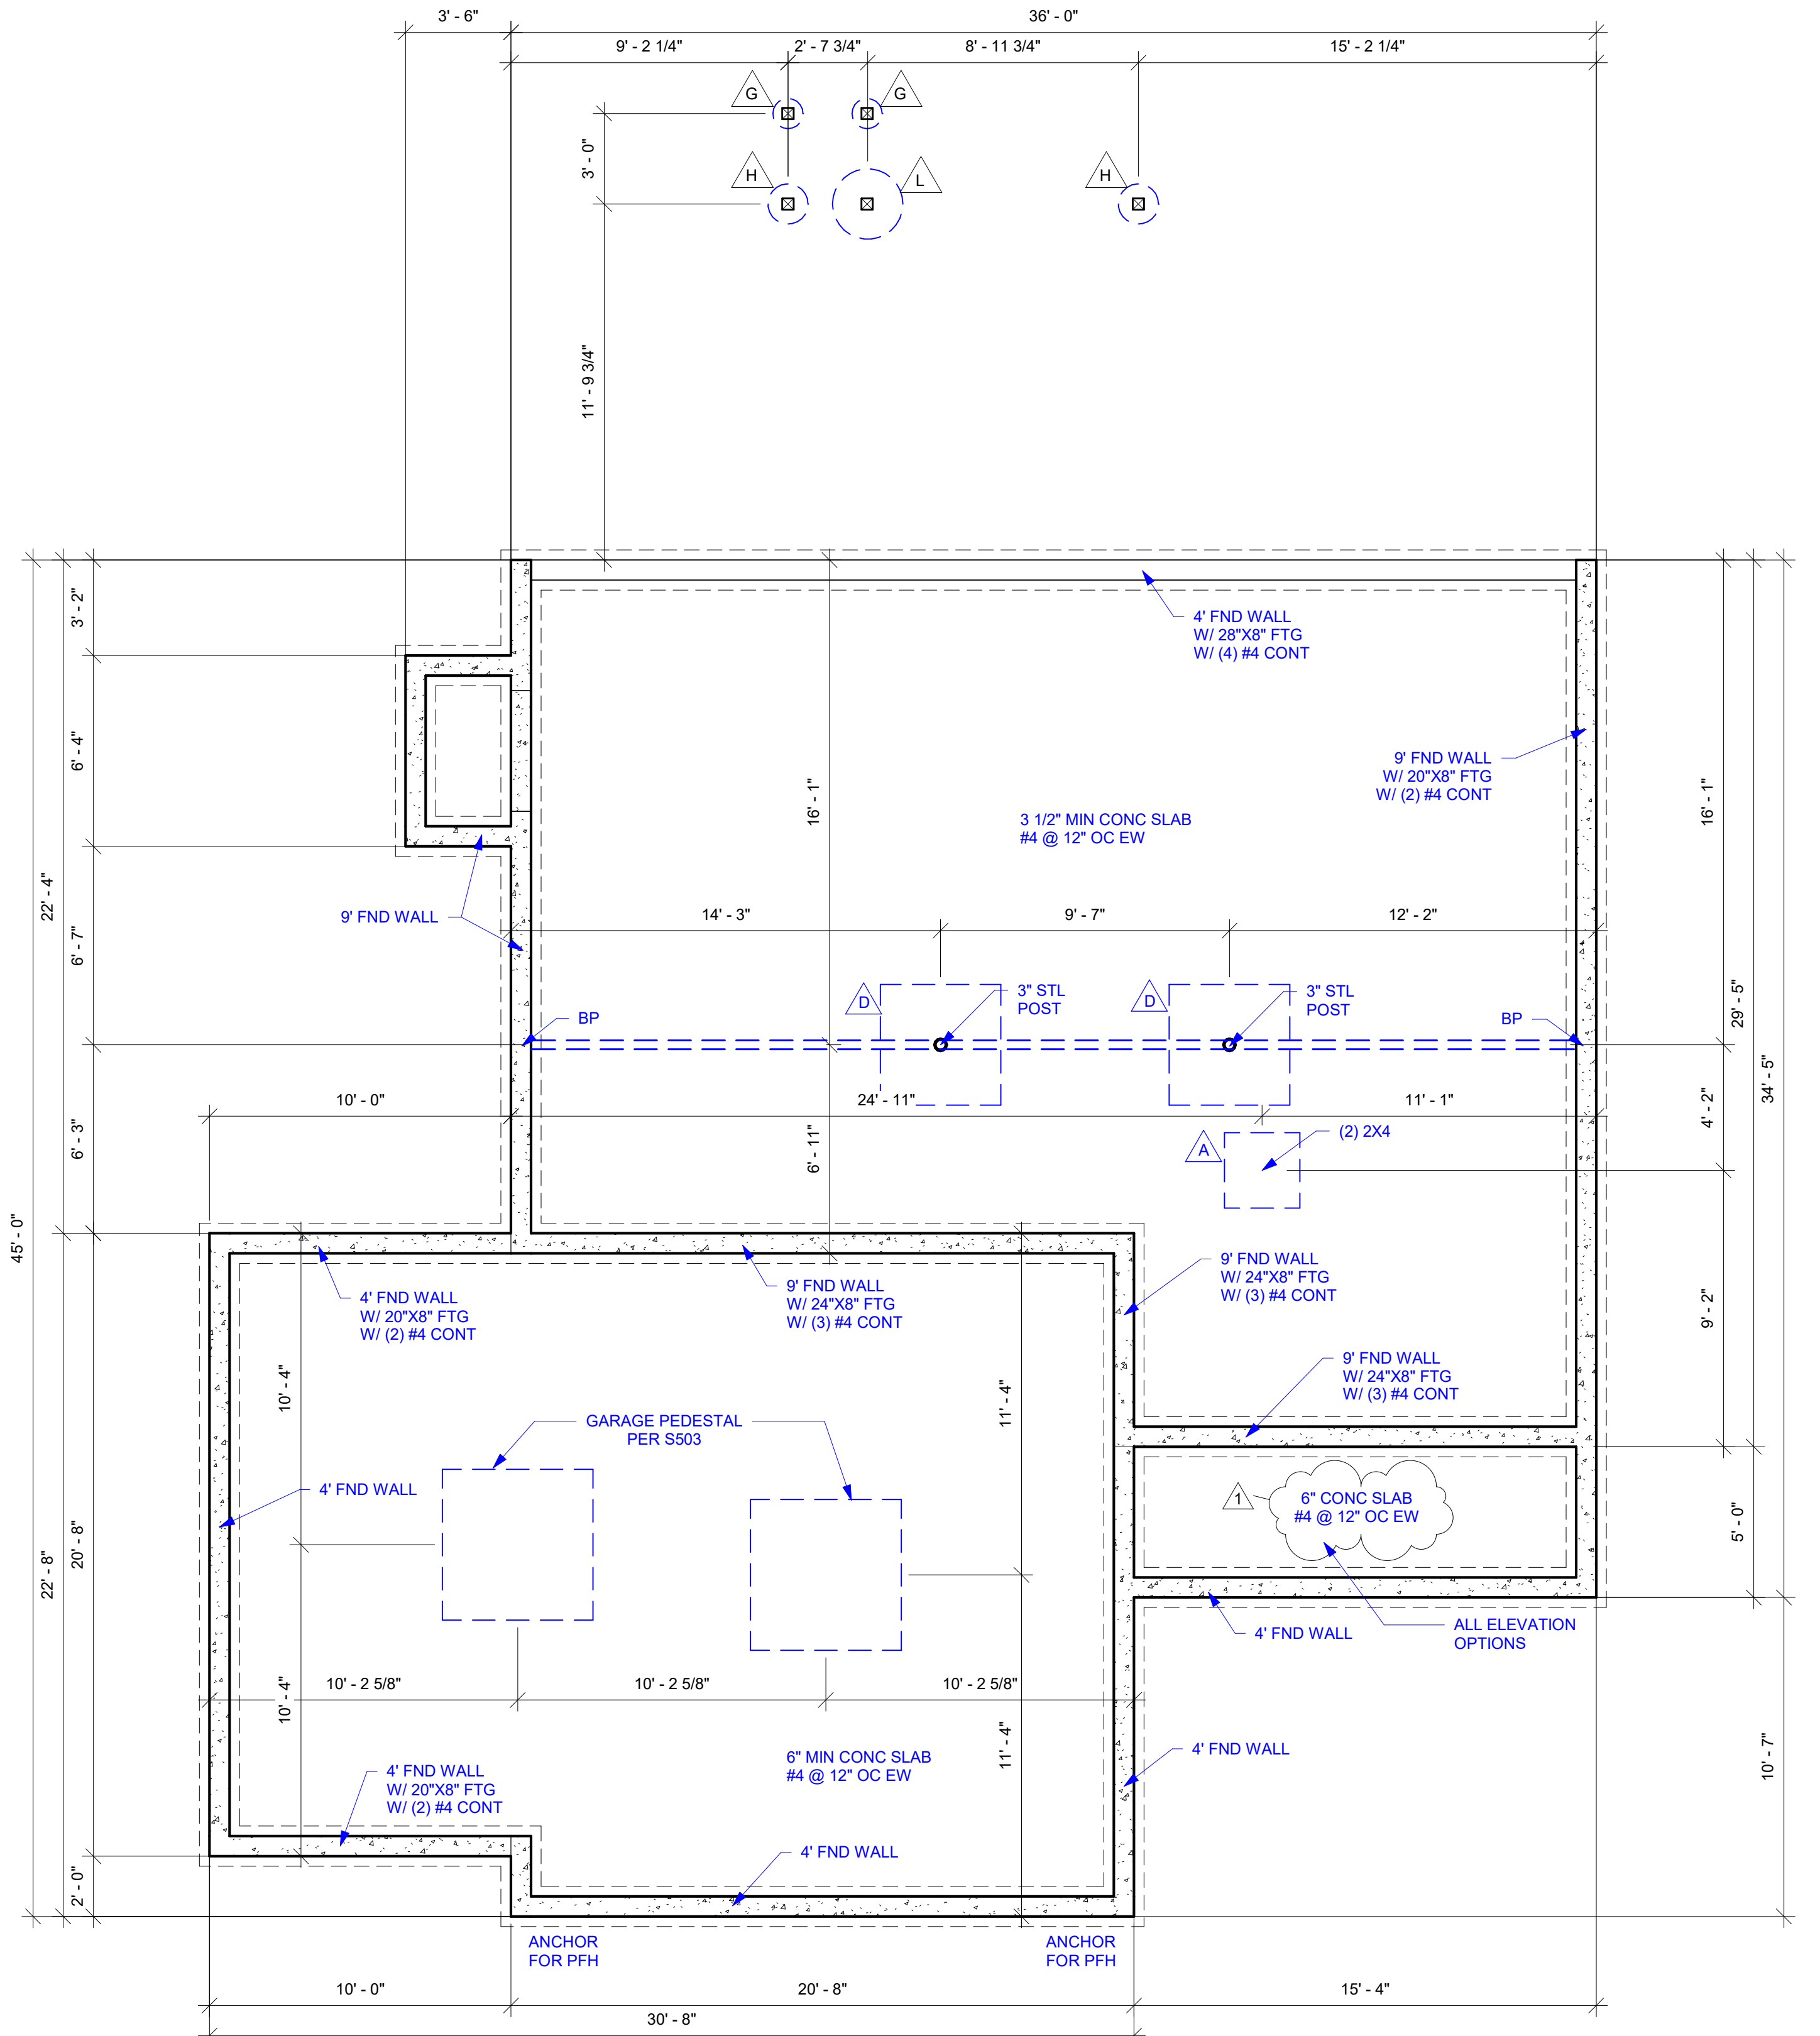 3' - 6"
36' - 0"
9' - 2 1/4"
2' - 7 3/4"
8' - 11 3/4"
15' - 2 1/4"
G
G
3' - 0"
H
L
H
11' - 9 3/4"
4' FND WALL
W/ 28"X8" FTG
W/ (4) #4 CONT
3' - 2"
6' - 4"
9' FND WALL
W/ 20"X8" FTG
W/ (2) #4 CONT
16' - 1"
16' - 1"
3 1/2" MIN CONC SLAB
#4 @ 12" OC EW
22' - 4"
9' FND WALL
6' - 7"
14' - 3"
9' - 7"
12' - 2"
D
3" STL
POST
D
3" STL
POST
BP
BP
29' - 5"
34' - 5"
10' - 0"
24' - 11"
11' - 1"
4' - 2"
6' - 3"
6' - 11"
A
(2) 2X4
45' - 0"
4' FND WALL
W/ 20"X8" FTG
W/ (2) #4 CONT
9' FND WALL
W/ 24"X8" FTG
W/ (3) #4 CONT
9' FND WALL
W/ 24"X8" FTG
W/ (3) #4 CONT
9' - 2"
10' - 4"
11' - 4"
9' FND WALL
W/ 24"X8" FTG
W/ (3) #4 CONT
GARAGE PEDESTAL
PER S503
4' FND WALL
1
6" CONC SLAB
#4 @ 12" OC EW
5' - 0"
20' - 8"
22' - 8"
4' FND WALL
ALL ELEVATION
OPTIONS
10' - 2 5/8"
10' - 2 5/8"
10' - 2 5/8"
10' - 4"
11' - 4"
6" MIN CONC SLAB
#4 @ 12" OC EW
4' FND WALL
10' - 7"
4' FND WALL
W/ 20"X8" FTG
W/ (2) #4 CONT
4' FND WALL
2' - 0"
ANCHOR
FOR PFH
ANCHOR
FOR PFH
10' - 0"
20' - 8"
15' - 4"
30' - 8"